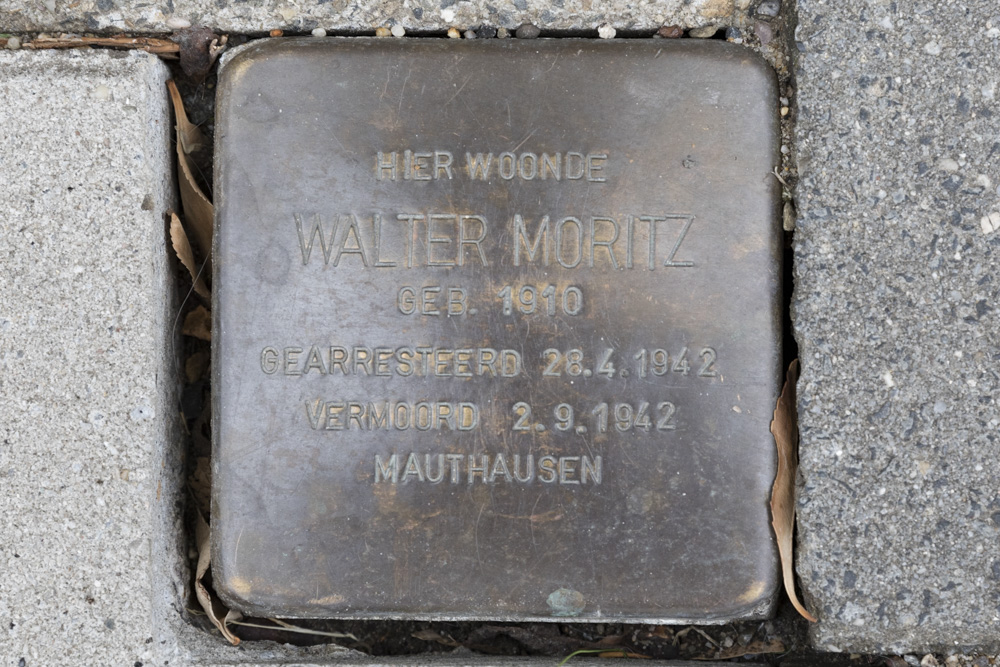 HIER WOONDE
WALTER MORITZ
GEB. 1910
GEARRESTEERD 28.4.1942
VERMOORD 2.9.1942
MAUTHAUSEN